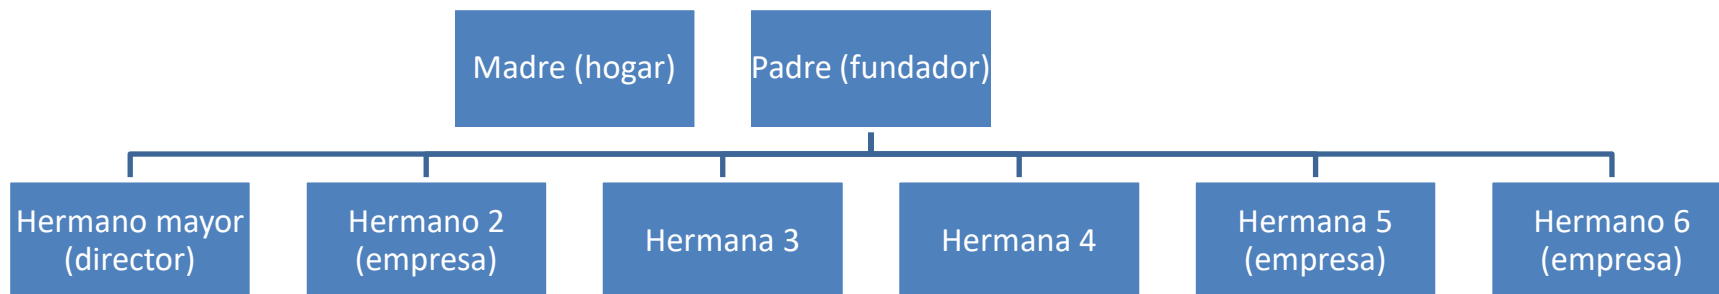 Madre (hogar)
Padre (fundador)
Hermano mayor
(director)
Hermano 2
(empresa)
Hermana 3
Hermana 4
Hermana 5
(empresa)
Hermano 6
(empresa)